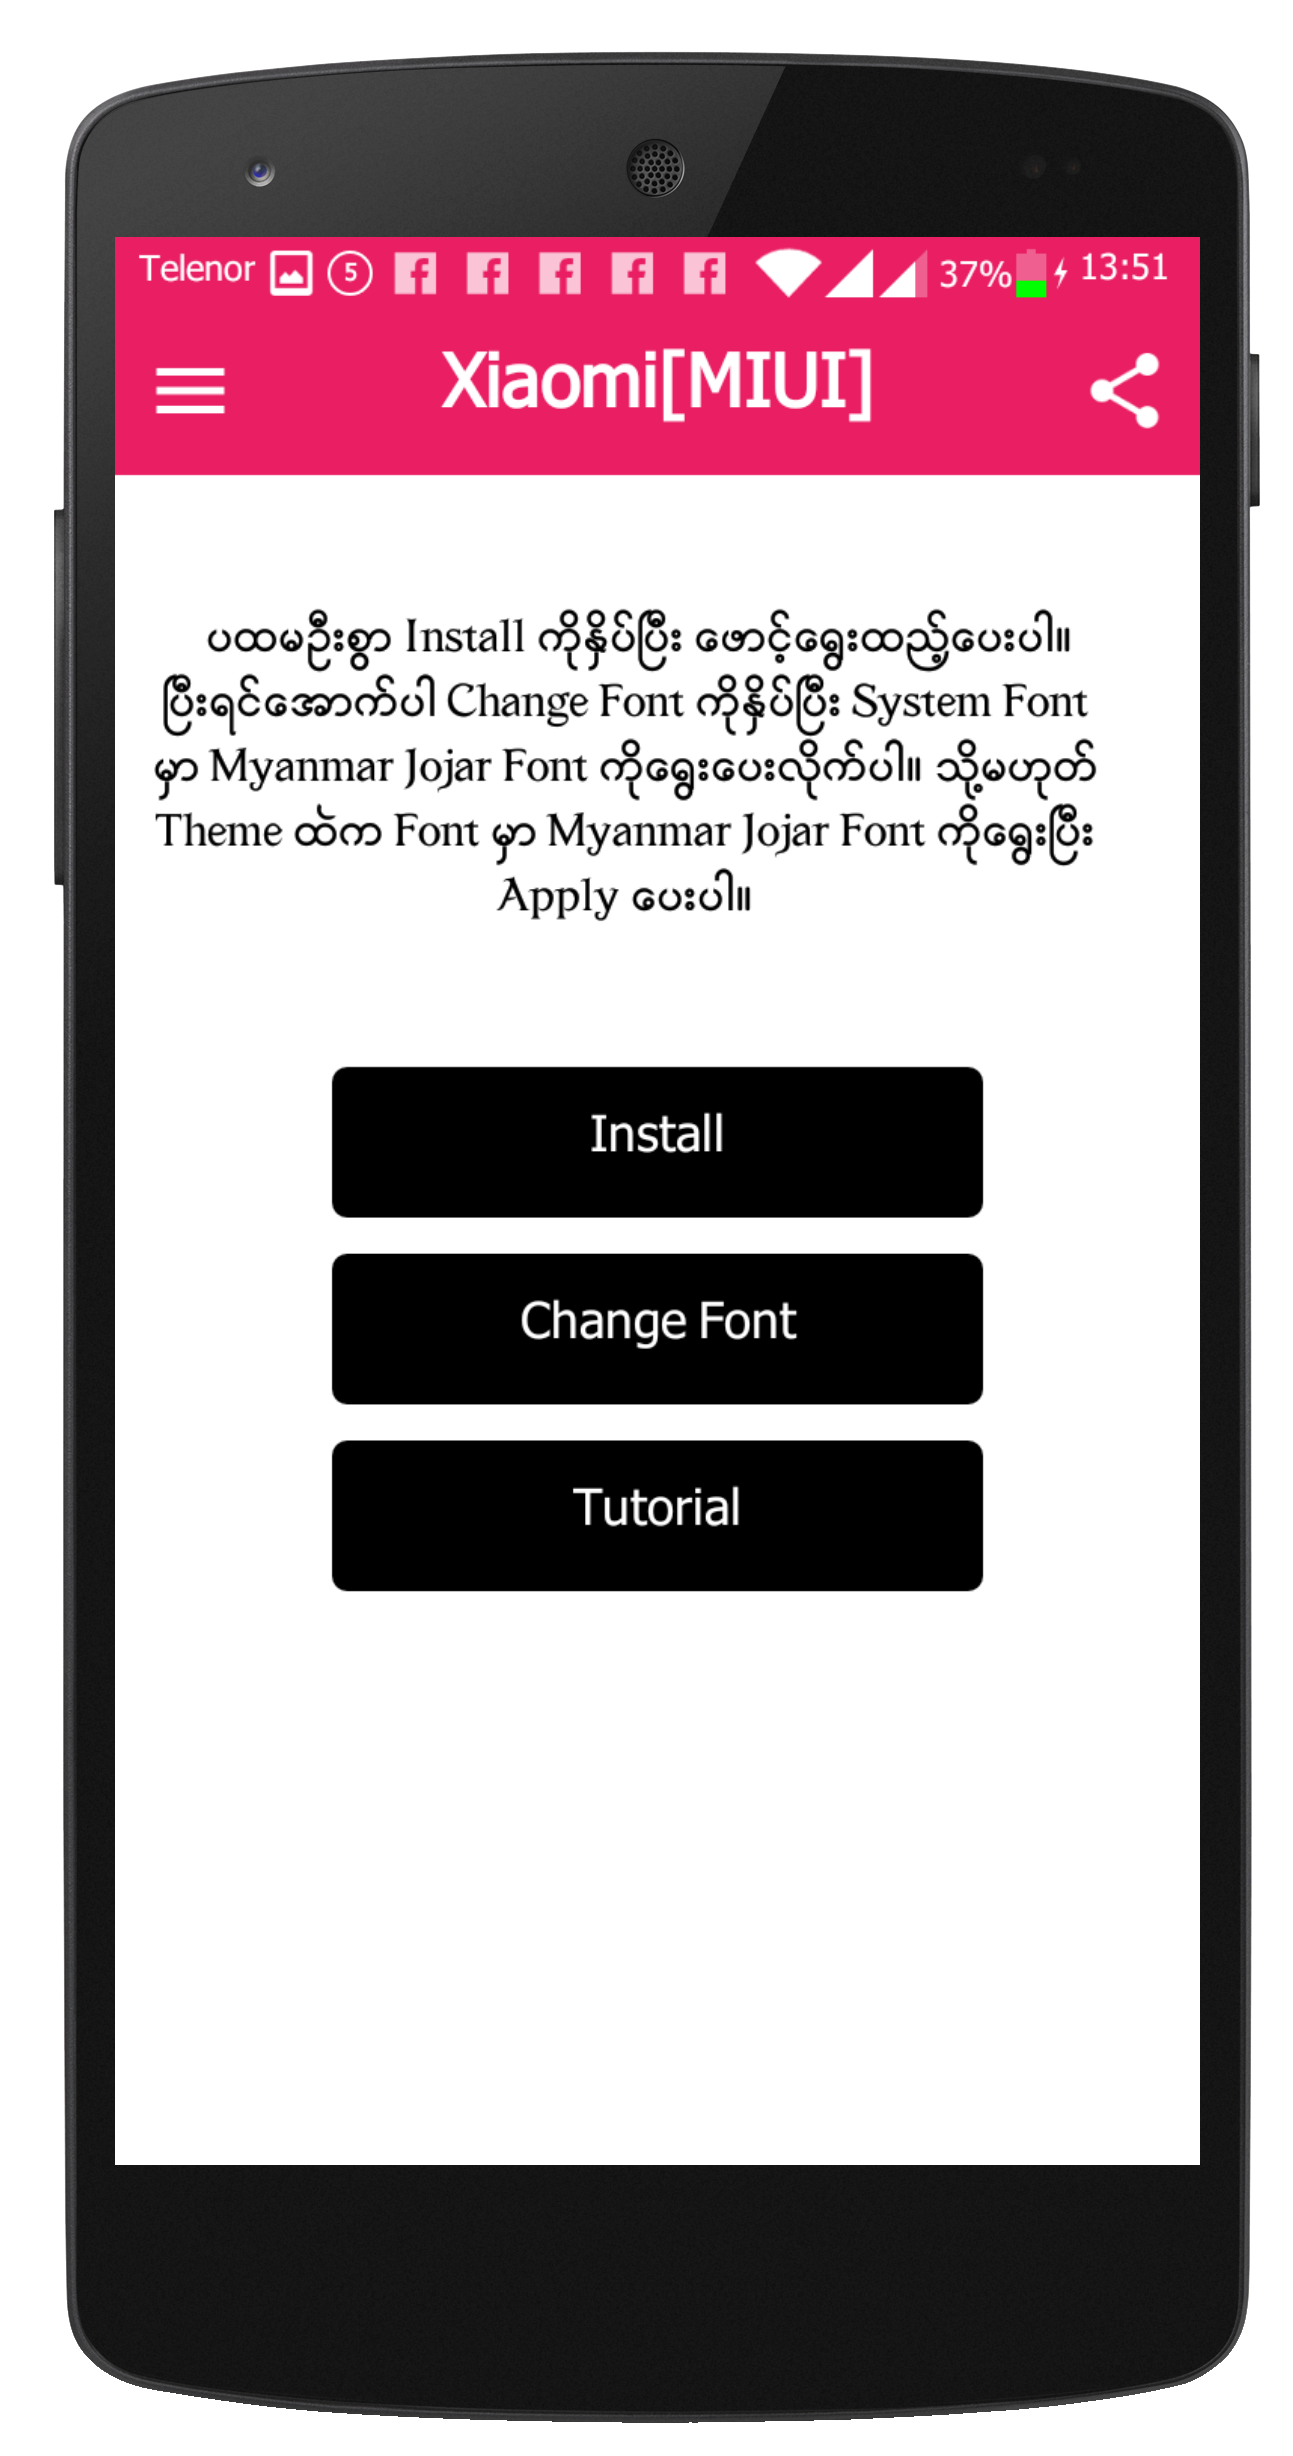 Telenor 5 37% 13:51
Xiaomi[MIUI]
ပထမဦးစွာ Install ကိုနှိပ်ပြီး ဖောင့်ရွေးထည့်ပေးပါ။
ပြီးရင်အောက်ပါ Change Font ကိုနှိပ်ပြီး System Font
မှာ Myanmar Jojar Font ကိုရွေးပေးလိုက်ပါ။ သို့မဟုတ်
Theme ထဲက Font မှာ Myanmar Jojar Font ကိုရွေးပြီး
Apply ပေးပါ။
Install
Change Font
Tutorial